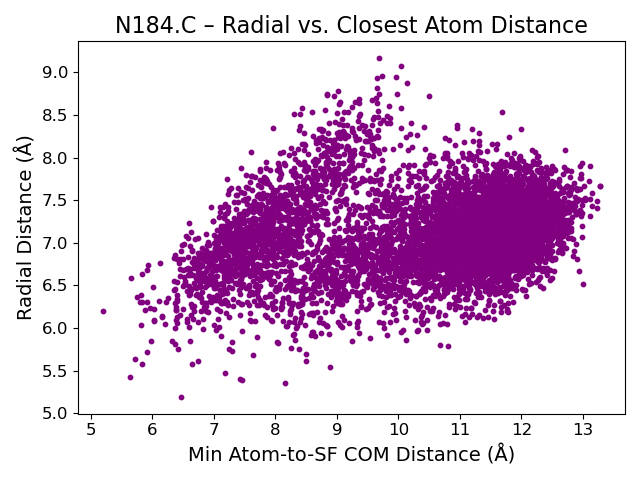 N184.C – Radial vs. Closest Atom Distance
Radial Distance (Å)
9.0
8.5
8.0
7.5
7.0
6.5
6.0
5.5
5.0
5 6 7 8 9 10 11 12 13
Min Atom-to-SF COM Distance (Å)